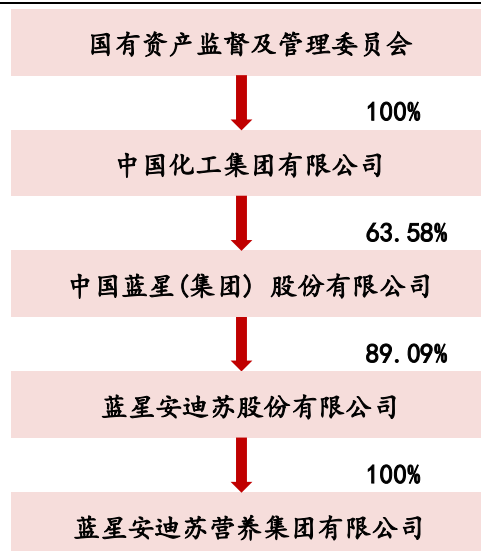 国有资产监督及管理委员会
100%
中国化工集团有限公司
63.58%
中国蓝星(集团) 股份有限公司
89.09%
蓝星安迪苏股份有限公司
100%
蓝星安迪苏营养集团有限公司